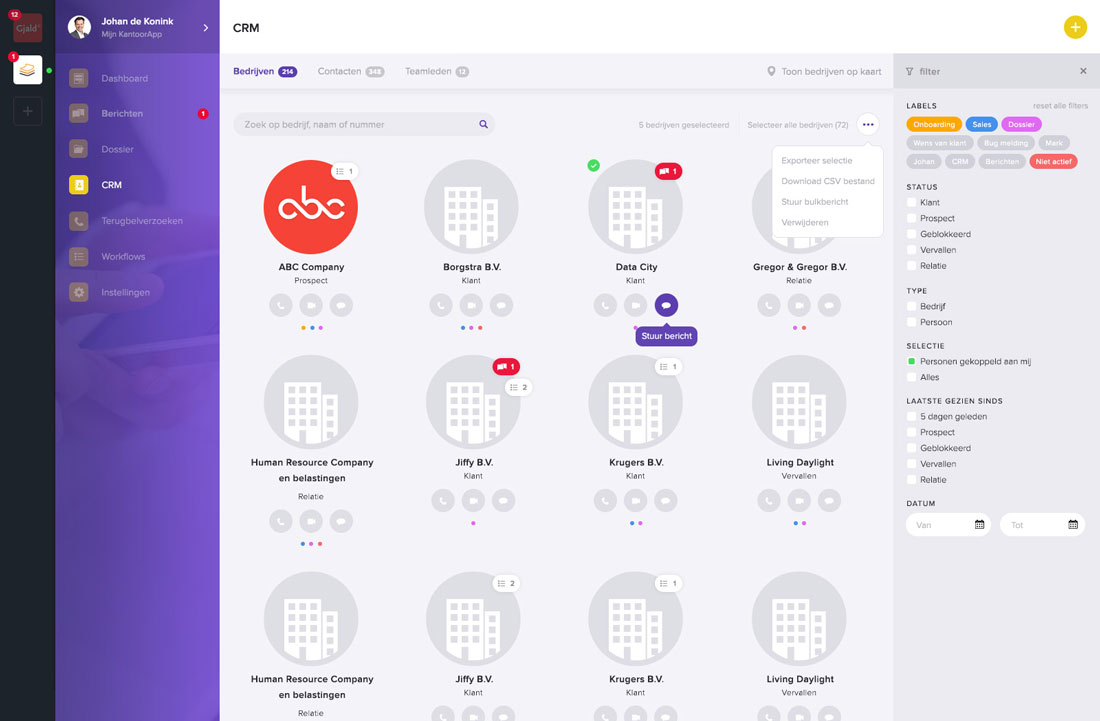 12
Gjald
1
Johan de Konink
Mijn KantoorApp
Dashboard
Berichten 1
Dossier
CRM
Terugbelverzoeken
Workflows
Instellingen
CRM
Bedrijven 214 Contacten 348 Teamleden 12
Toon bedrijven op kaart
Zoek op bedrijf, naam of nummer
5 bedrijven geselecteerd Selecteer alle bedrijven (72)
Exporteer selectie
Download CSV bestand
Stuur bulkbericht
Verwijderen
1
abc
ABC Company
Prospect
Borgstra B.V.
Klant
1
Data City
Klant
Stuur bericht
Gregor & Gregor B.V.
Relatie
Human Resource Company
en belastingen
Relatie
1
2
Jiffy B.V.
Klant
1
Krugers B.V.
Klant
Living Daylight
Vervallen
Human Resource Company
en belastingen
Relatie
2
Jiffy B.V.
Klant
1
Krugers B.V.
Klant
Living Daylight
Vervallen
filter
LABELS reset alle filters
Onboarding Sales Dossier
Wens van klant Bug melding Mark
Johan CRM Berichten Niet actief
STATUS
Klant
Prospect
Geblokkeerd
Vervallen
Relatie
TYPE
Bedrijf
Persoon
SELECTIE
Personen gekoppeld aan mij
Alles
LAATSTE GEZIEN SINDS
5 dagen geleden
Prospect
Geblokkeerd
Vervallen
Relatie
DATUM
Van Tot